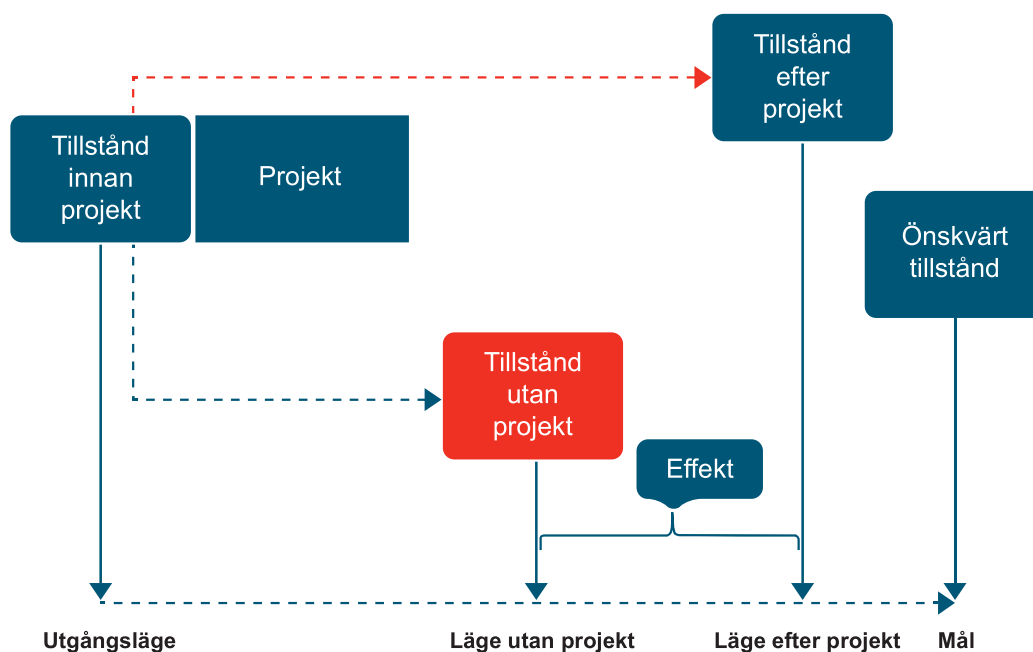 Tillstånd
efter
projekt
Tillstånd
innan
projekt
Projekt
Önskvärt
tillstånd
Tillstånd
utan
projekt
Effekt
Utgångsläge
Läge utan projekt
Läge efter projekt
Mål